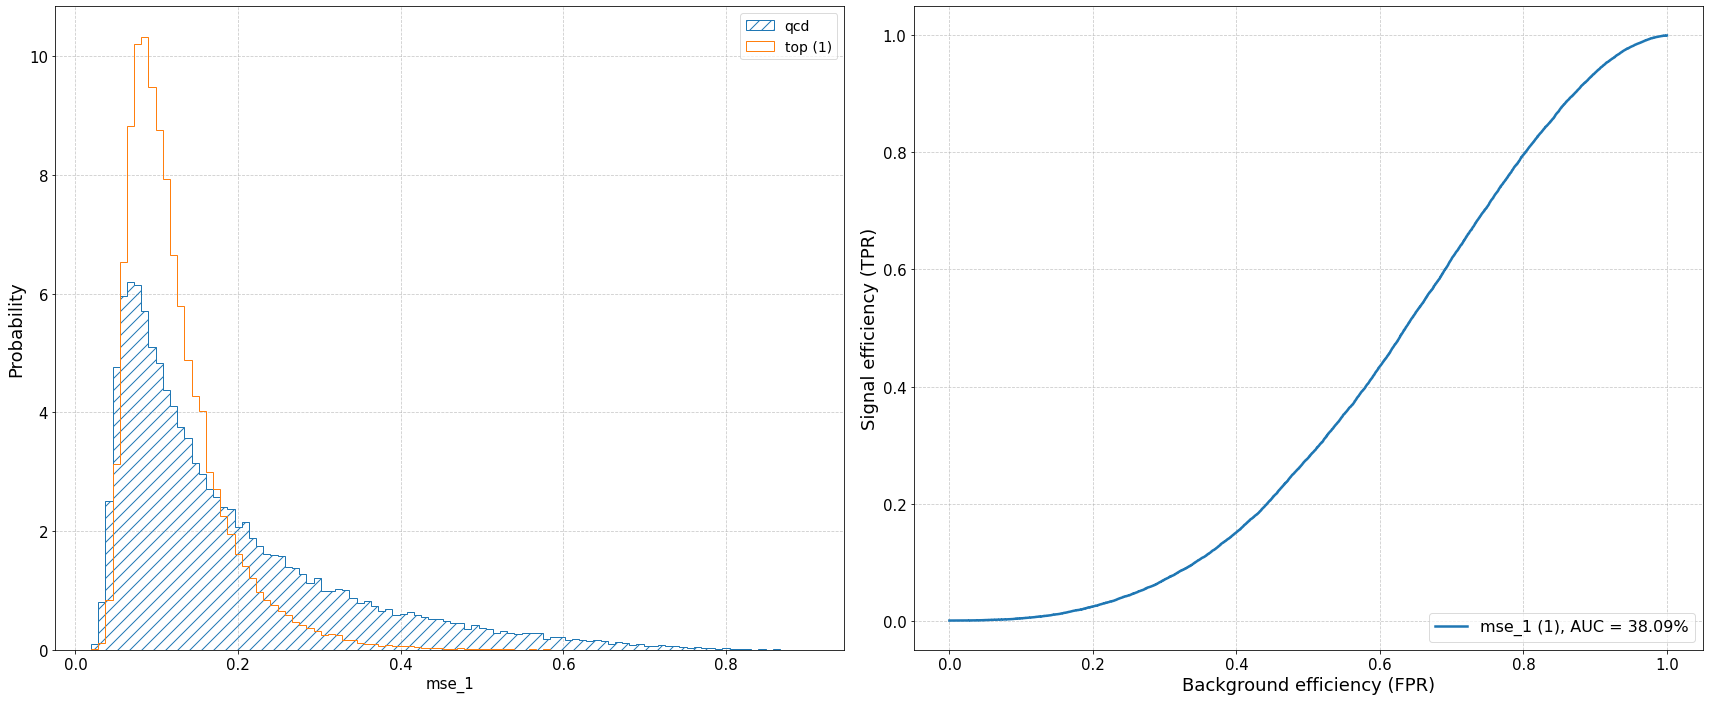 qcd
top (1)
10
8
6
4
2
0
Probability
0.0 0.2 0.4 0.6 0.8
mse_1
1.0
0.8
0.6
0.4
0.2
0.0
Signal efficiency (TPR)
mse_1 (1), AUC = 38.09%
0.0 0.2 0.4 0.6 0.8 1.0
Background efficiency (FPR)